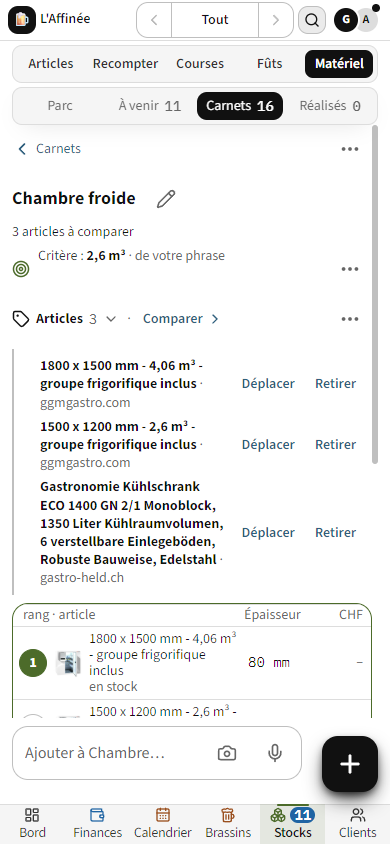 L'Affinée
Tout
G
A
Articles
Recompter
Courses
Fûts
Matériel
Parc
À venir 11
Carnets 16
Réalisés 0
Carnets
Chambre froide
3 articles à comparer
Critère : 2,6 m³ · de votre phrase
Articles 3 · Comparer
1800 x 1500 mm - 4,06 m³ -
groupe frigorifique inclus ·
ggmgastro.com
Déplacer
Retirer
1500 x 1200 mm - 2,6 m³ -
groupe frigorifique inclus ·
ggmgastro.com
Déplacer
Retirer
Gastronomie Kühlschrank
ECO 1400 GN 2/1 Monoblock,
1350 Liter Kühlraumvolumen,
6 verstellbare Einlegeböden,
Robuste Bauweise, Edelstahl ·
gastro-held.ch
Déplacer
Retirer
rang · article
Épaisseur
CHF
1
1800 x 1500 mm - 4,06 m³
- groupe frigorifique
inclus
en stock
80 mm
–
1500 x 1200 mm - 2,6 m³ -
Ajouter à Chambre…
Bord
Finances
Calendrier
Brassins
11
Stocks
Clients